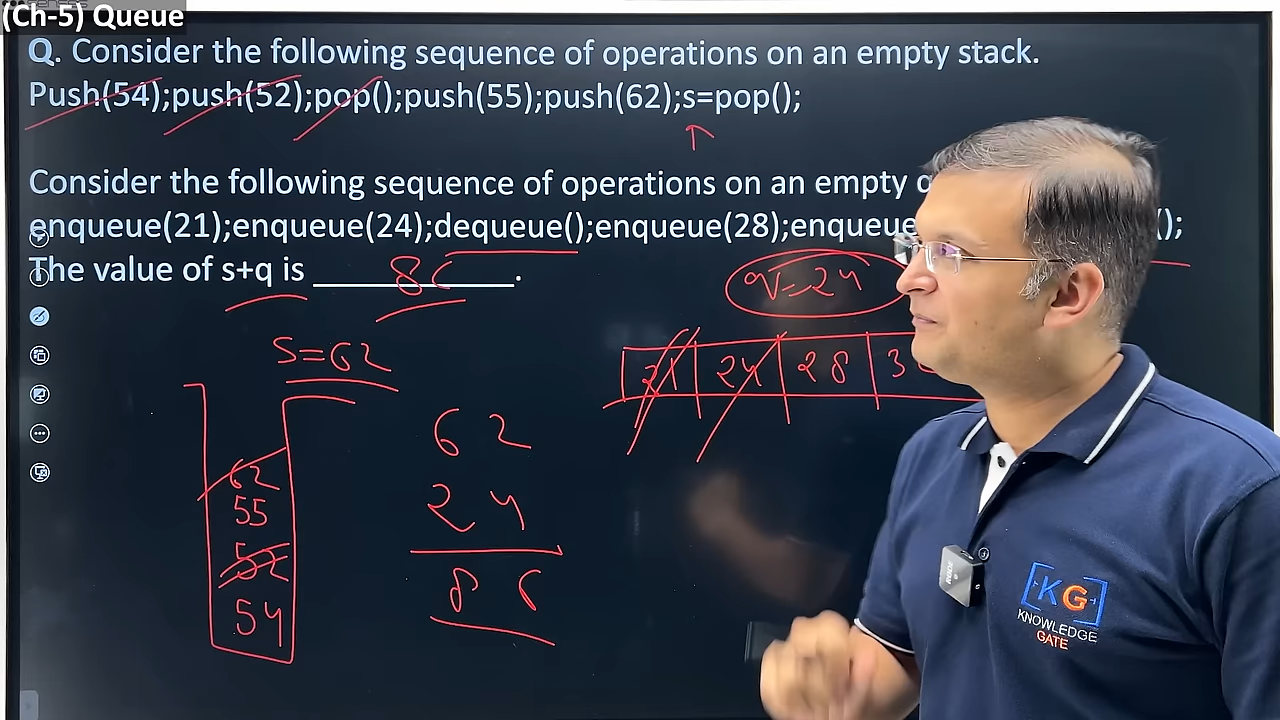 (Ch-5) Queue
Q. Consider the following sequence of operations on an empty stack.
Push(54);push(52);pop();push(55);push(62);s=pop();
Consider the following sequence of operations on an empty
enqueue(21);enqueue(24);dequeue();enqueue(28);enqueue ();
The value of s+q is ____________.
86
q=24
S=62
21 24 28
62
55
52
54
62
24
86
[KG]
KNOWLEDGE
GATE